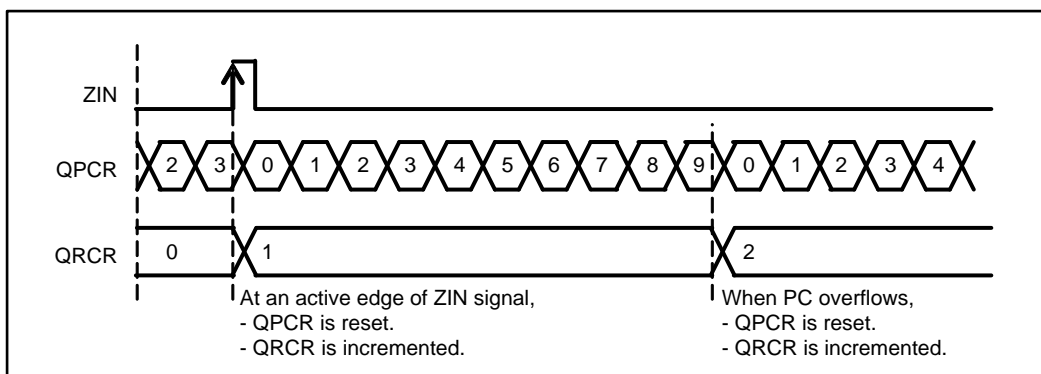 ZIN
QPCR 2 3 0 1 2 3 4 5 6 7 8 9 0 1 2 3 4
QRCR 0 1 2
At an active edge of ZIN signal,
- QPCR is reset.
- QRCR is incremented.
When PC overflows,
- QPCR is reset.
- QRCR is incremented.